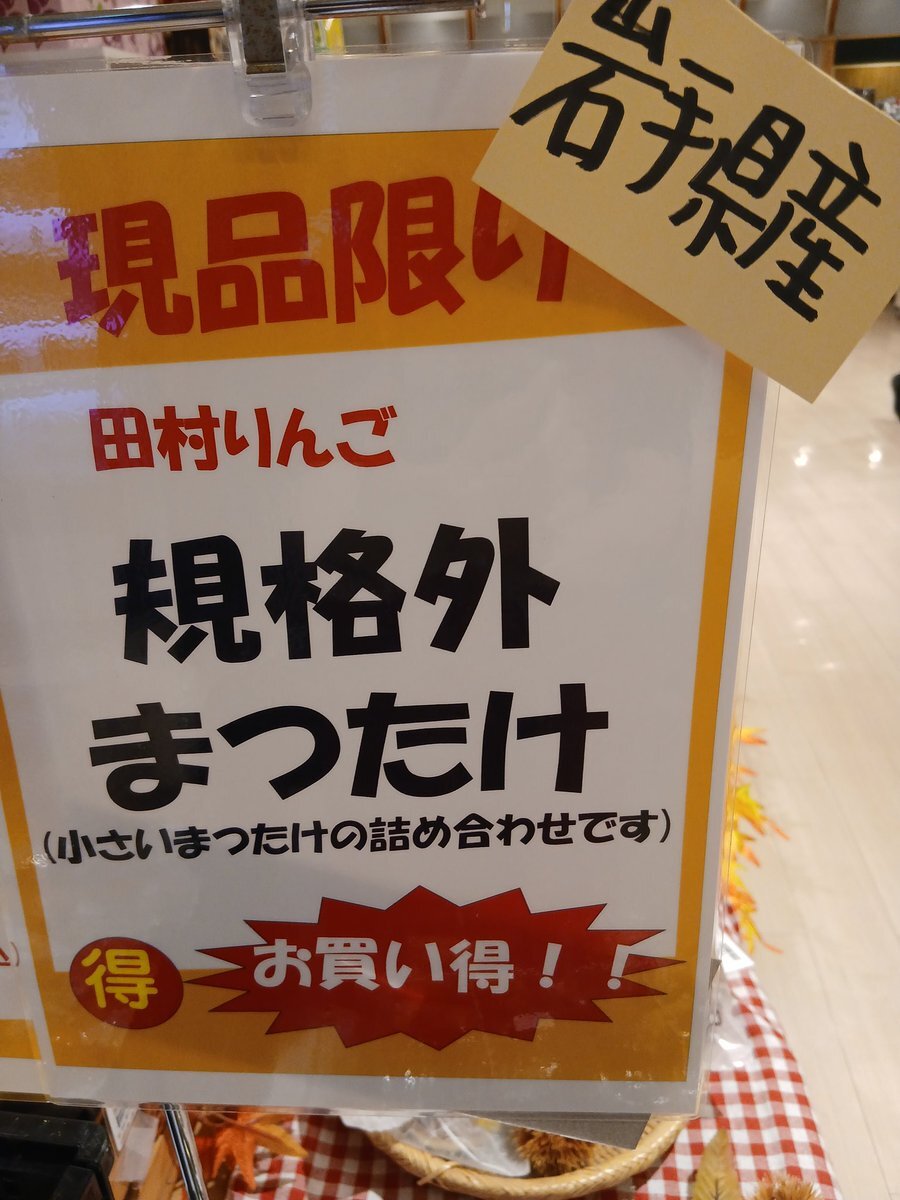 岩手県産
現品限り
田村りんご
規格外
まつたけ
(小さいまつたけの詰め合わせです)
得
お買い得！！